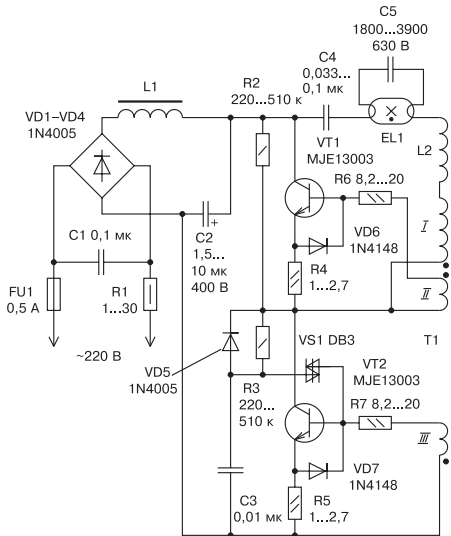 C5
1800...3900
630 В
C4
0,033...
0,1 мк
L1
R2
220...510 к
VD1–VD4
1N4005
EL1
VT1
MJE13003
L2
R6 8,2...20
I
C1 0,1 мк
C2
1,5...
10 мк
400 В
+
VD6
1N4148
R4
1...2,7
II
FU1
0,5 А
R1
1...30
~220 В
VD5
1N4005
VS1 DB3
T1
VT2
MJE13003
R3
220...
510 к
R7 8,2...20
III
VD7
1N4148
C3
0,01 мк
R5
1...2,7